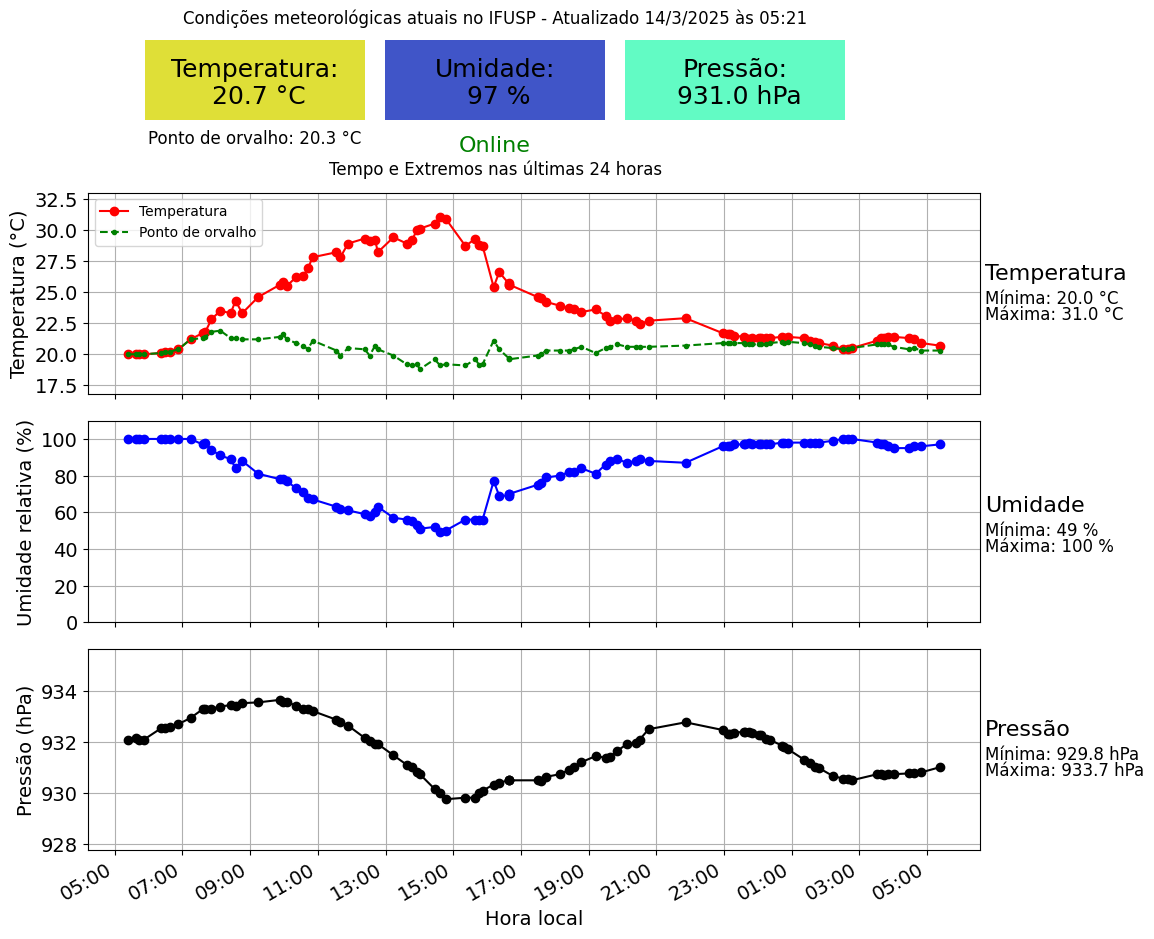 Condições meteorológicas atuais no IFUSP - Atualizado 14/3/2025 às 05:21
Temperatura:
20.7 °C
Umidade:
97 %
Pressão:
931.0 hPa
Ponto de orvalho: 20.3 °C
Online
Tempo e Extremos nas últimas 24 horas
Temperatura (°C)
32.5
30.0
27.5
25.0
22.5
20.0
17.5
Temperatura
Ponto de orvalho
Temperatura
Mínima: 20.0 °C
Máxima: 31.0 °C
Umidade relativa (%)
100
80
60
40
20
0
Umidade
Mínima: 49 %
Máxima: 100 %
Pressão (hPa)
934
932
930
928
Pressão
Mínima: 929.8 hPa
Máxima: 933.7 hPa
05:00
07:00
09:00
11:00
13:00
15:00
17:00
19:00
21:00
23:00
01:00
03:00
05:00
Hora local